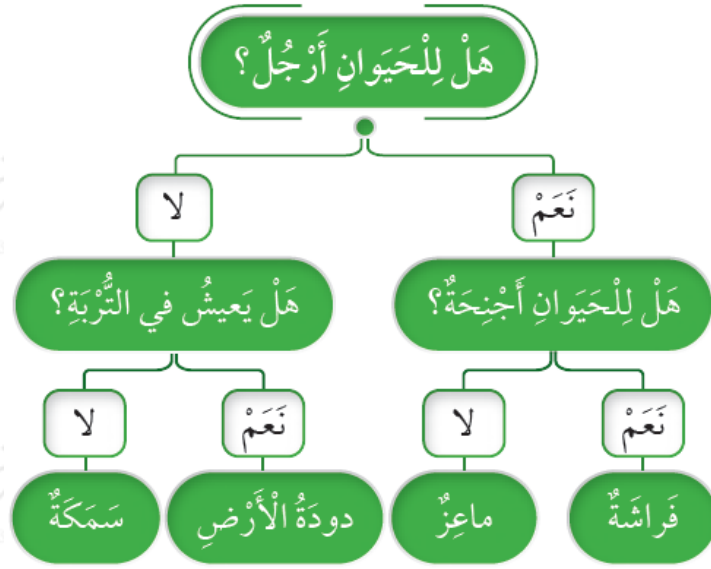 هَلْ لِلْحَيَوانِ أَرْجُلٌ؟
نَعَمْ
لا
هَلْ لِلْحَيَوانِ أَجْنِحَةٌ؟
هَلْ يَعيشُ في التُّرْبَةِ؟
نَعَمْ
لا
نَعَمْ
لا
فَراشَةٌ
ماعِزٌ
دودَةُ الْأَرْضِ
سَمَكَةٌ